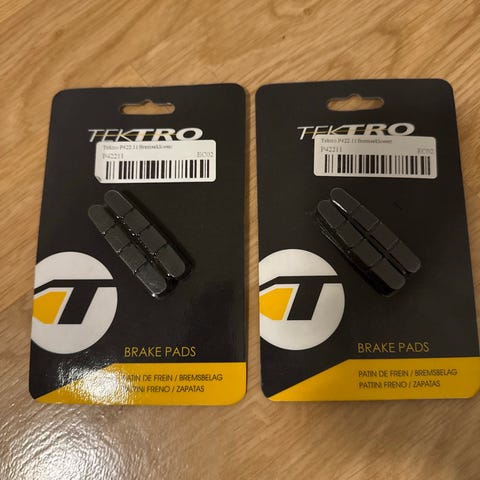 TEKTRO
Tektro P422.11 Bremseklosser
P42211 EC02
BRAKE PADS
PATIN DE FREIN / BREMSBELAG
PATTINI FRENO / ZAPATAS
TEKTRO
Tektro P422.11 Bremseklosser
P42211 EC02
BRAKE PADS
PATIN DE FREIN / BREMSBELAG
PATTINI FRENO / ZAPATAS